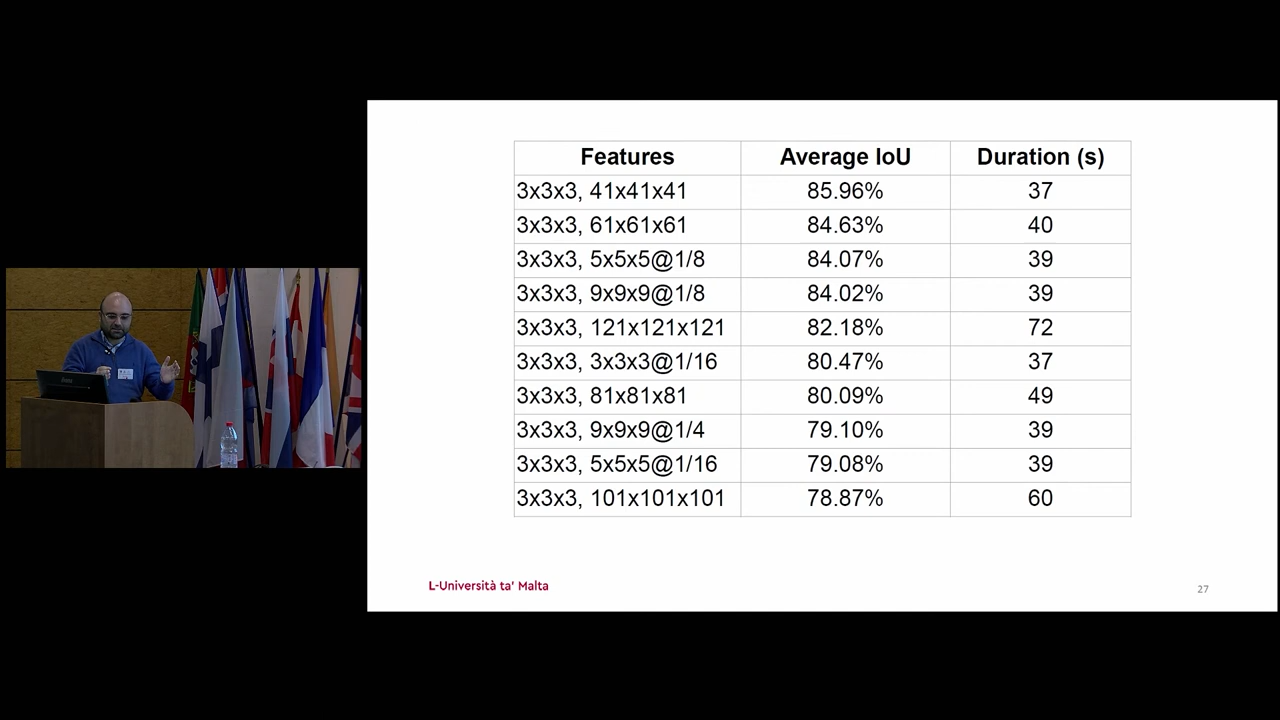 Features Average IoU Duration (s)
3x3x3, 41x41x41 85.96% 37
3x3x3, 61x61x61 84.63% 40
3x3x3, 5x5x5@1/8 84.07% 39
3x3x3, 9x9x9@1/8 84.02% 39
3x3x3, 121x121x121 82.18% 72
3x3x3, 3x3x3@1/16 80.47% 37
3x3x3, 81x81x81 80.09% 49
3x3x3, 9x9x9@1/4 79.10% 39
3x3x3, 5x5x5@1/16 79.08% 39
3x3x3, 101x101x101 78.87% 60
L-Università ta' Malta
27